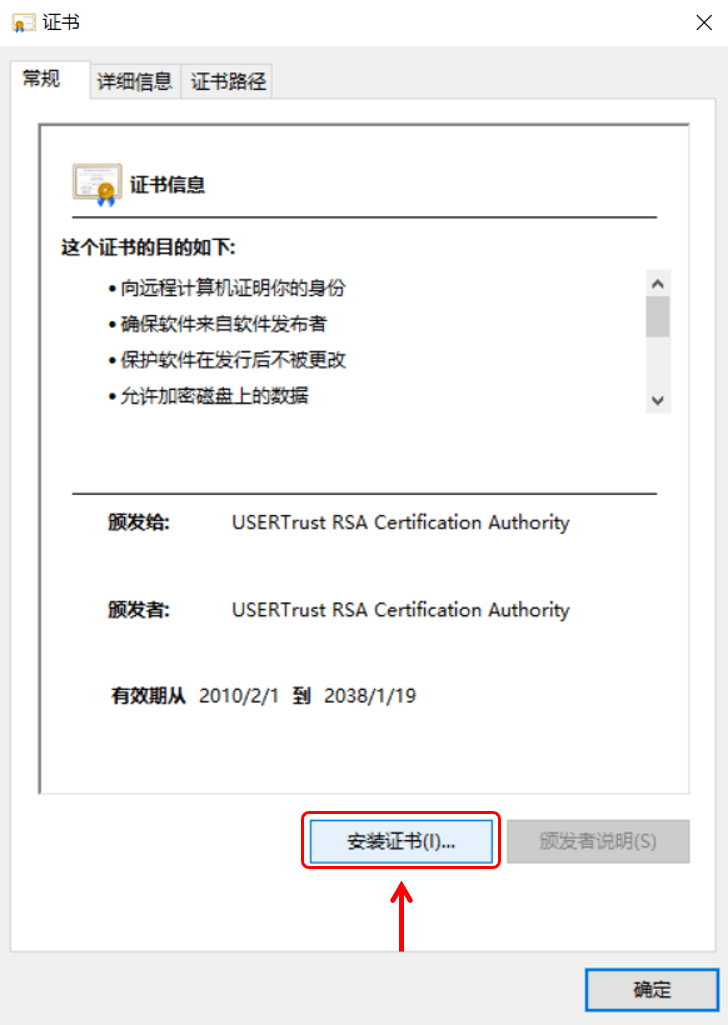 证书
常规 详细信息 证书路径
证书信息
这个证书的目的如下:
• 向远程计算机证明你的身份
• 确保软件来自软件发布者
• 保护软件在发行后不被更改
• 允许加密磁盘上的数据
颁发给: USERTrust RSA Certification Authority
颁发者: USERTrust RSA Certification Authority
有效期从 2010/2/1 到 2038/1/19
安装证书(I)... 颁发者说明(S)
确定